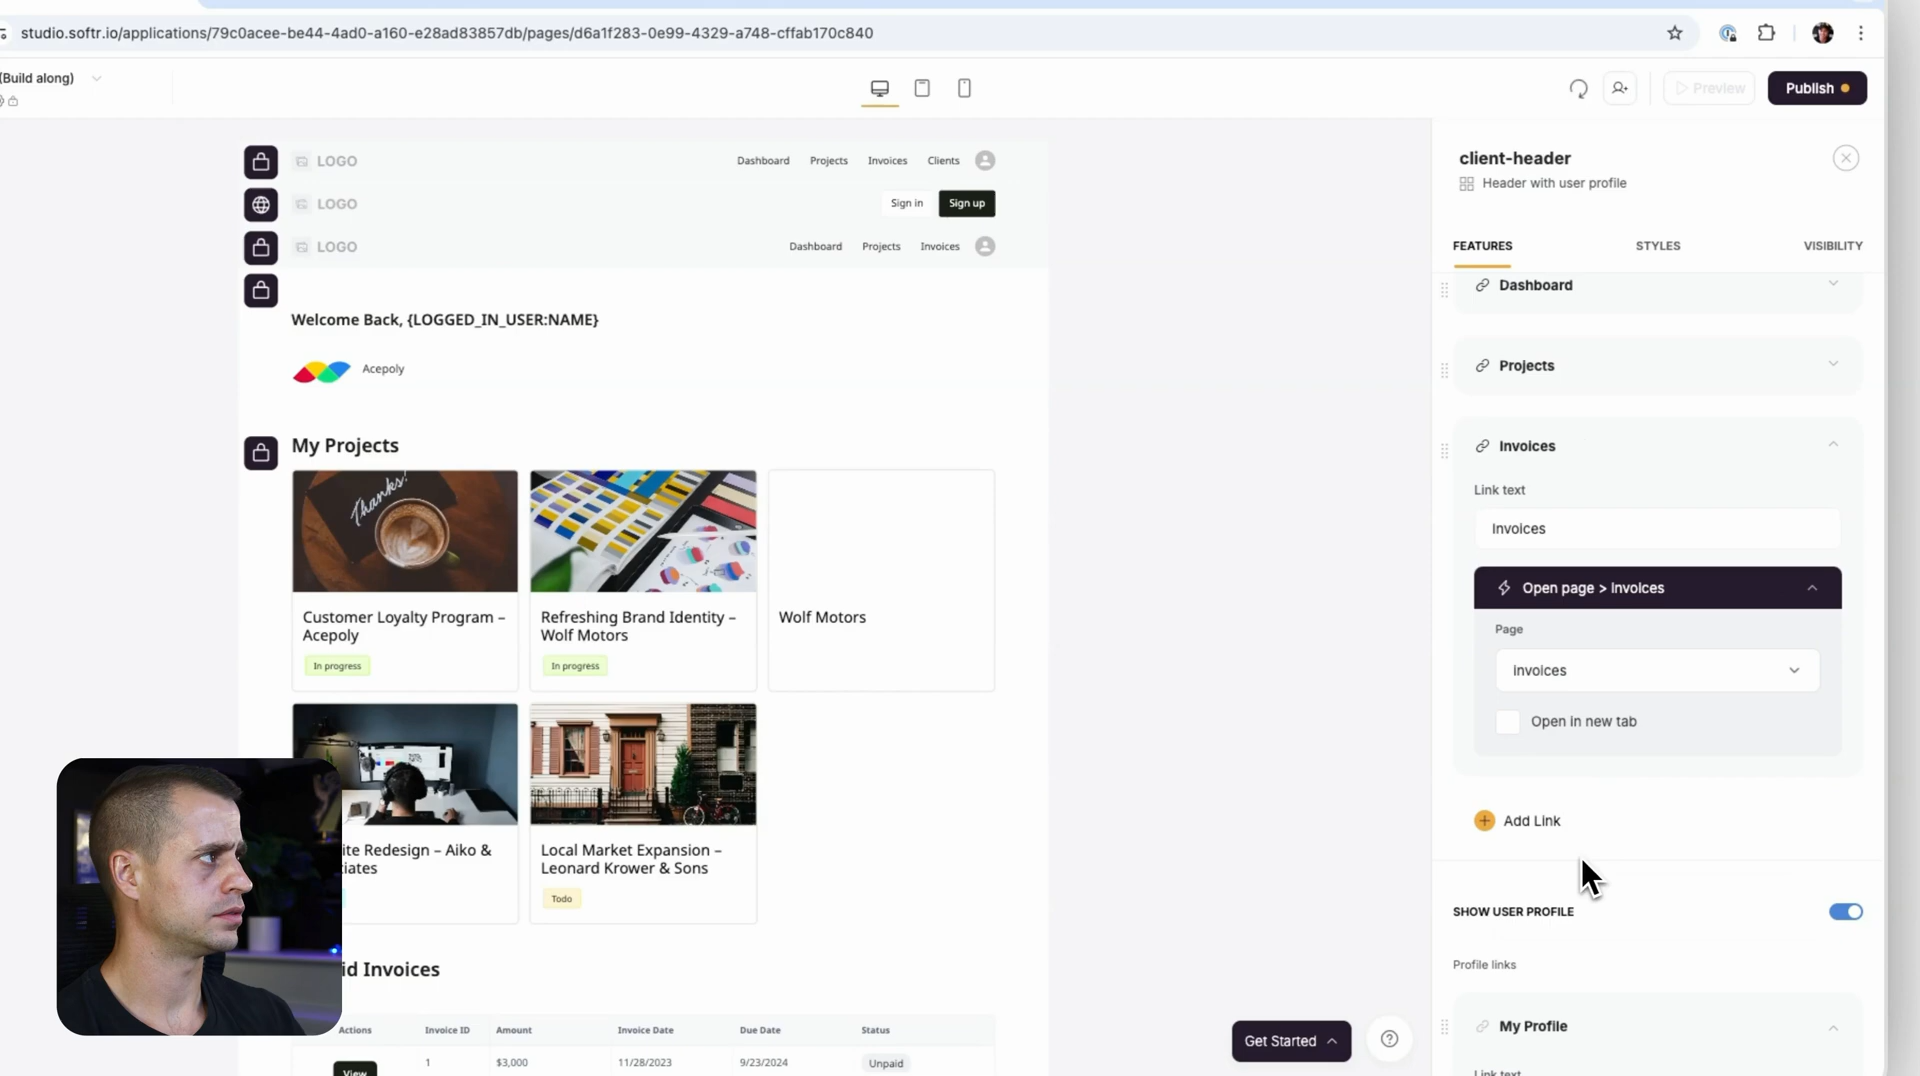 studio.softr.io/applications/79c0acee-be44-4ad0-a160-e28ad83857db/pages/d6a1f283-0e99-4329-a748-cffab170c840
(Build along)
Preview
Publish
LOGO
Dashboard Projects Invoices Clients
LOGO
Sign in Sign up
LOGO
Dashboard Projects Invoices
Welcome Back, {LOGGED_IN_USER:NAME}
Acepoly
My Projects
Thanks!
Customer Loyalty Program –
Acepoly
In progress
Refreshing Brand Identity –
Wolf Motors
In progress
Wolf Motors
ite Redesign – Aiko &
iates
Local Market Expansion –
Leonard Krower & Sons
Todo
id Invoices
Actions Invoice ID Amount Invoice Date Due Date Status
View 1 $3,000 11/28/2023 9/23/2024 Unpaid
Get Started
client-header
Header with user profile
FEATURES STYLES VISIBILITY
Dashboard
Projects
Invoices
Link text
Invoices
Open page > Invoices
Page
Invoices
Open in new tab
Add Link
SHOW USER PROFILE
Profile links
My Profile
Link text